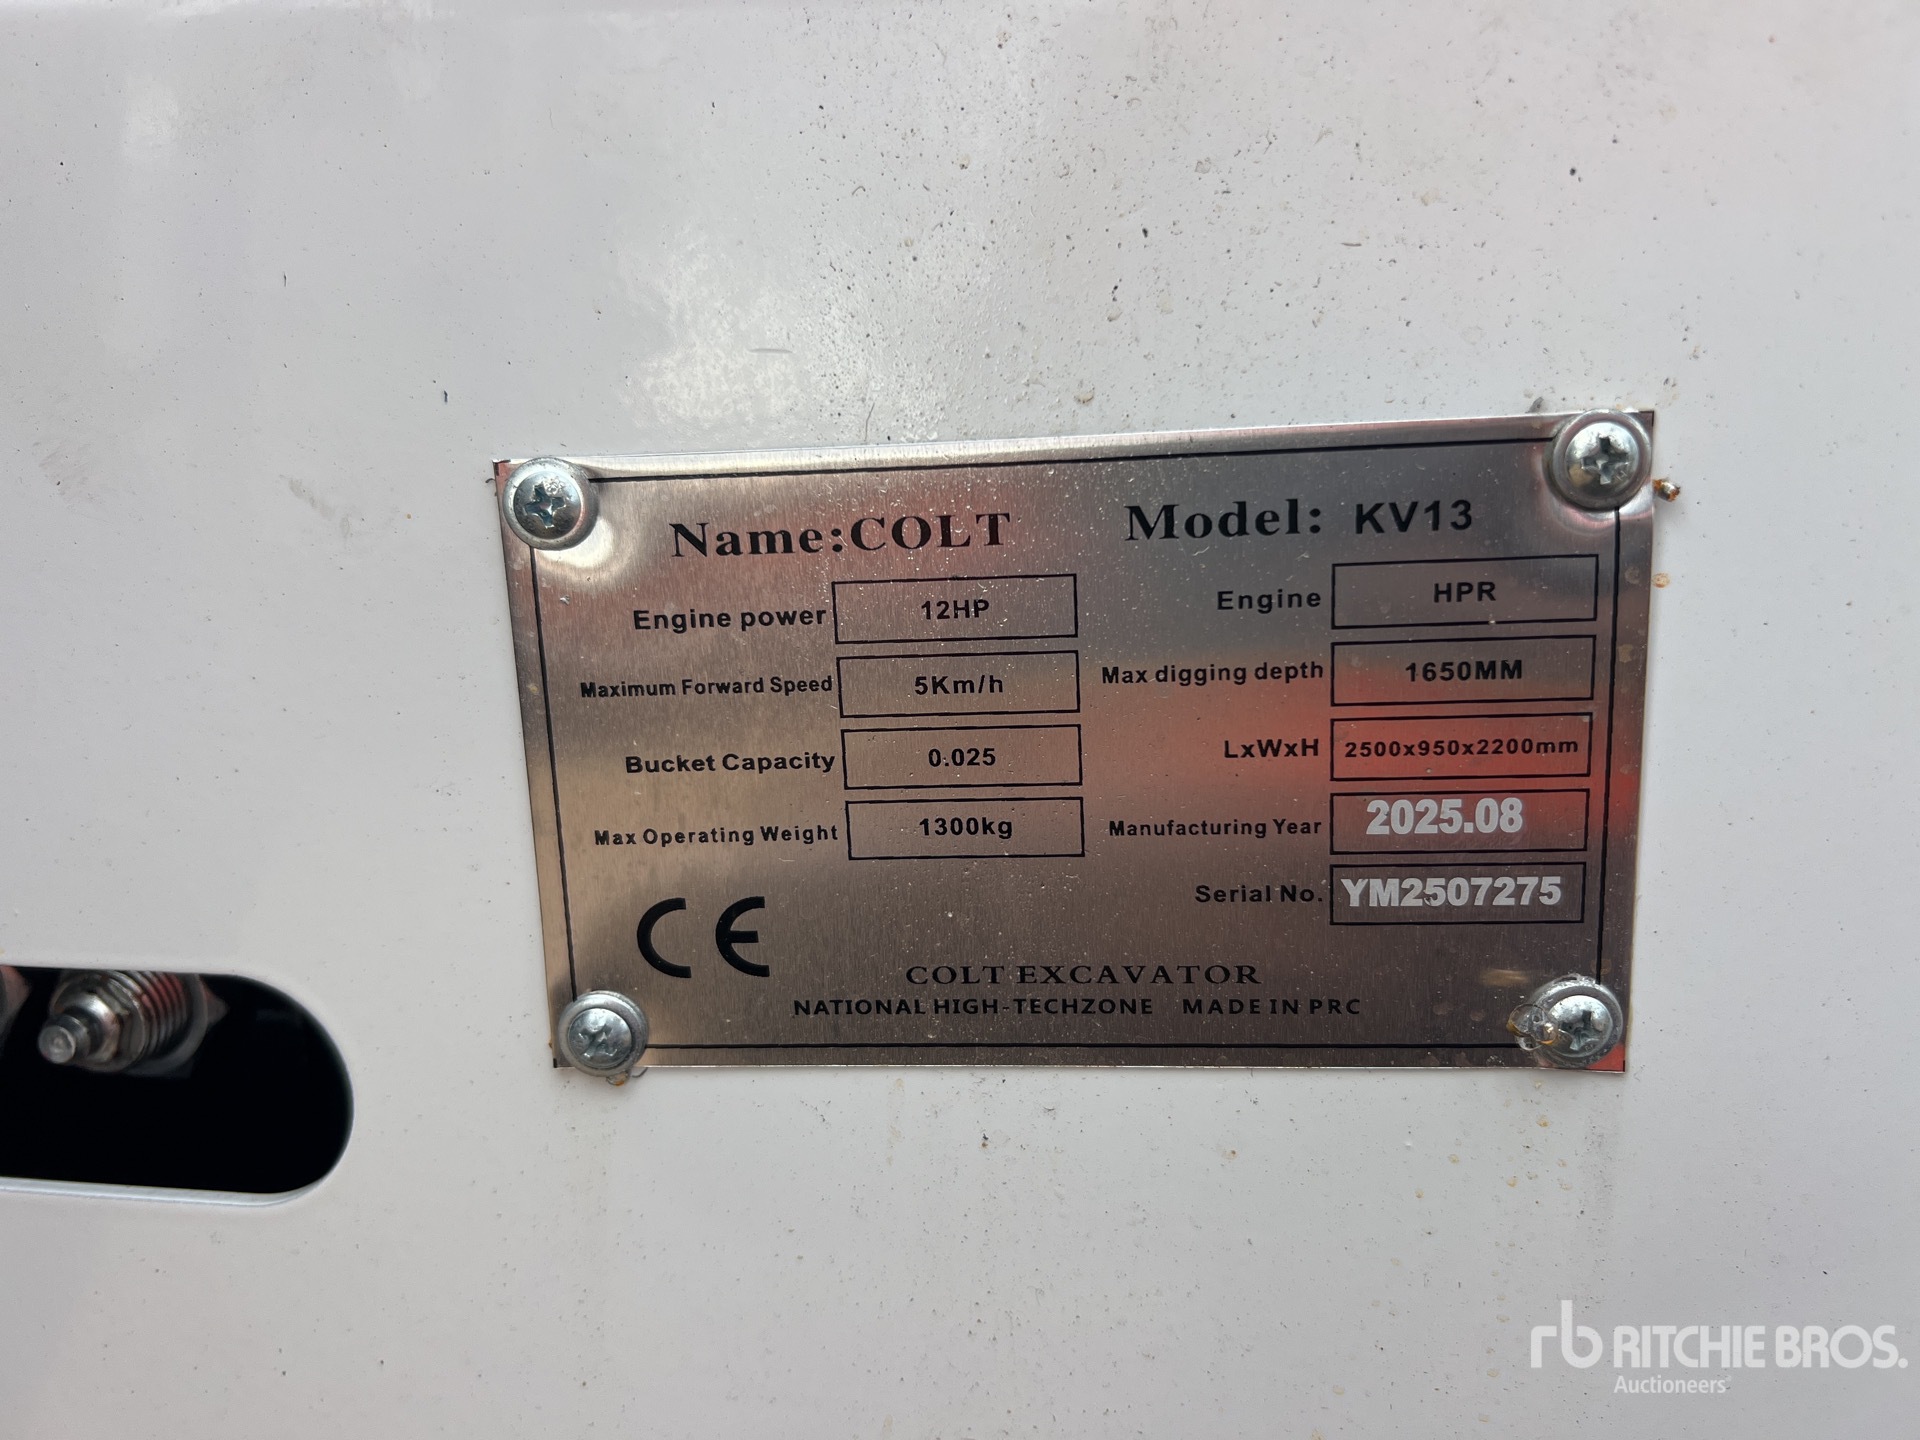 Name:COLT Model: KV13
Engine power 12HP Engine HPR
Maximum Forward Speed 5Km/h Max digging depth 1650MM
Bucket Capacity 0.025 LxWxH 2500x950x2200mm
Max Operating Weight 1300kg Manufacturing Year 2025.08
Serial No. YM2507275
CE
COLT EXCAVATOR
NATIONAL HIGH-TECHZONE MADE IN PRC
rb RITCHIE BROS.
Auctioneers